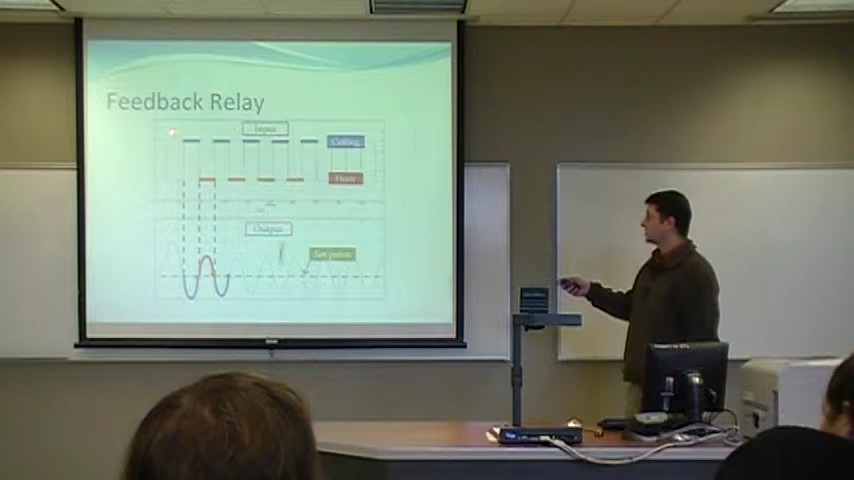 Feedback Relay
Input
Ceiling
Floor
Output
Set point